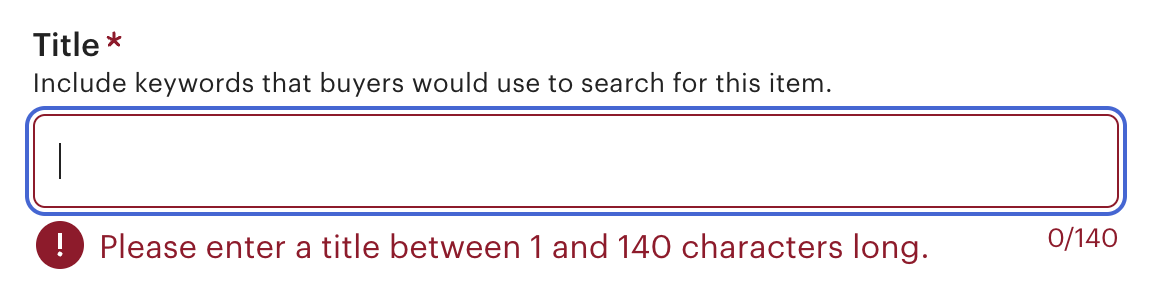 Title *
Include keywords that buyers would use to search for this item.
! Please enter a title between 1 and 140 characters long.
0/140